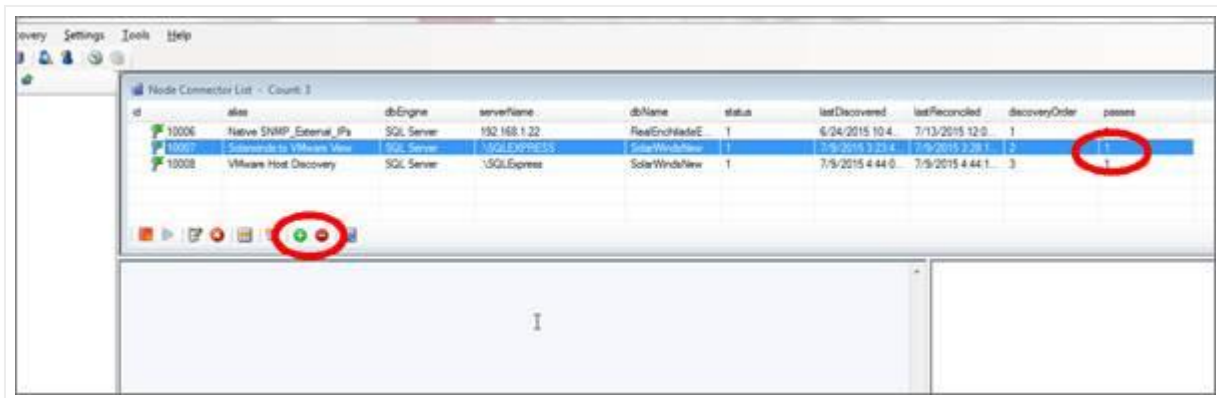 overy Settings Tools Help
Node Connector List - Count: 3
id alias dbEngine serverName dbName status lastDiscovered lastReconciled discoveryOrder passes
10006 Native SNMP_External_IPs SQL Server 192.168.1.22 1 6/24/2015 10:4... 7/13/2015 12:0... 1
10007 Solarwinds to VMware View SQL Server .\SQLEXPRESS SolarWindsNew 1 7/9/2015 3:23:4... 7/9/2015 3:28:1... 2 1
10008 VMware Host Discovery SQL Server .\SQLExpress SolarWindsNew 1 7/9/2015 4:44:0... 7/9/2015 4:44:1... 3 1